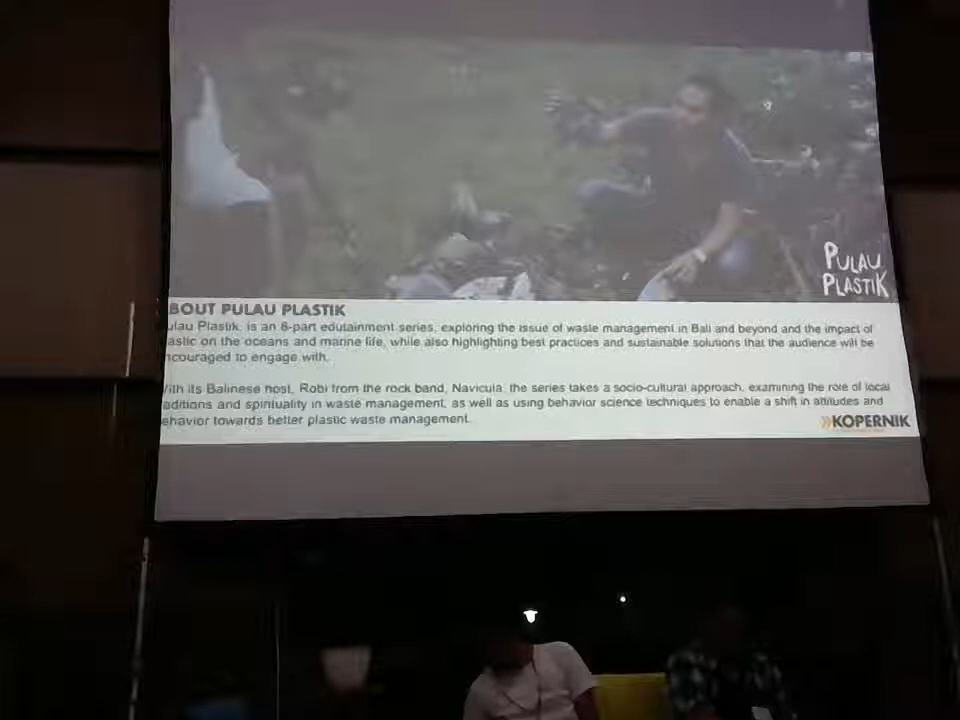 PULAU
PLASTIK
BOUT PULAU PLASTIK
ulau Plastik, is an 6-part edutainment series, exploring the issue of waste management in Bali and beyond and the impact of
astic on the oceans and marine life, while also highlighting best practices and sustainable solutions that the audience will be
ncouraged to engage with.
ith its Balinese host, Robi from the rock band, Navicula, the series takes a socio-cultural approach, examining the role of local
aditions and spirituality in waste management, as well as using behavior science techniques to enable a shift in attitudes and
ehavior towards better plastic waste management.
»KOPERNIK